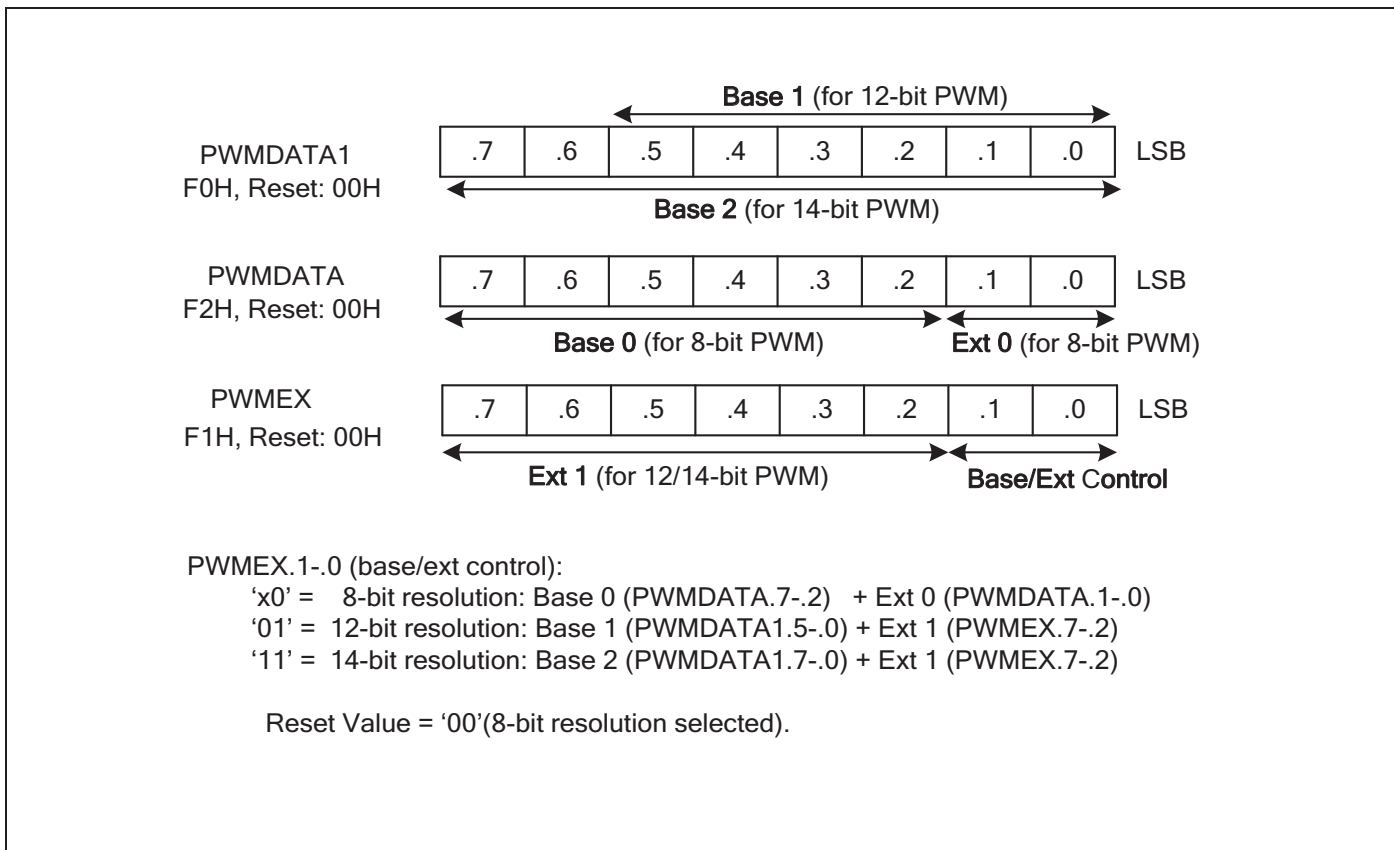 Base 1 (for 12-bit PWM)
PWMDATA1
F0H, Reset: 00H
.7 .6 .5 .4 .3 .2 .1 .0 LSB
Base 2 (for 14-bit PWM)
PWMDATA
F2H, Reset: 00H
.7 .6 .5 .4 .3 .2 .1 .0 LSB
Base 0 (for 8-bit PWM) Ext 0 (for 8-bit PWM)
PWMEX
F1H, Reset: 00H
.7 .6 .5 .4 .3 .2 .1 .0 LSB
Ext 1 (for 12/14-bit PWM) Base/Ext Control
PWMEX.1-.0 (base/ext control):
‘x0’ = 8-bit resolution: Base 0 (PWMDATA.7-.2) + Ext 0 (PWMDATA.1-.0)
‘01’ = 12-bit resolution: Base 1 (PWMDATA1.5-.0) + Ext 1 (PWMEX.7-.2)
‘11’ = 14-bit resolution: Base 2 (PWMDATA1.7-.0) + Ext 1 (PWMEX.7-.2)
Reset Value = ‘00’(8-bit resolution selected).